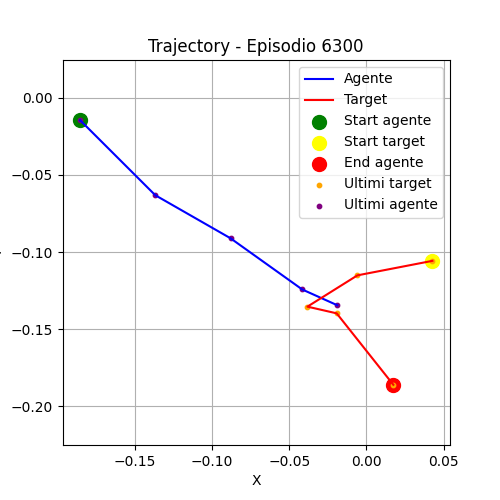 Trajectory - Episodio 6300
Agente
Target
Start agente
Start target
End agente
Ultimi target
Ultimi agente
0.00
−0.05
−0.10
−0.15
−0.20
−0.15
−0.10
−0.05
0.00
0.05
X